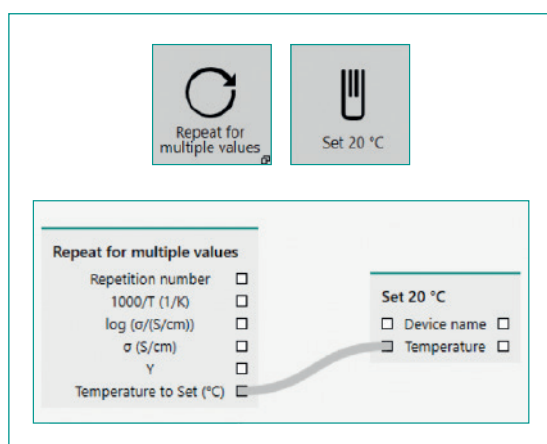 Repeat for
multiple values
Set 20 °C
Repeat for multiple values
Repetition number
1000/T (1/K)
log (σ/(S/cm))
σ (S/cm)
Y
Temperature to Set (°C)
Set 20 °C
Device name
Temperature